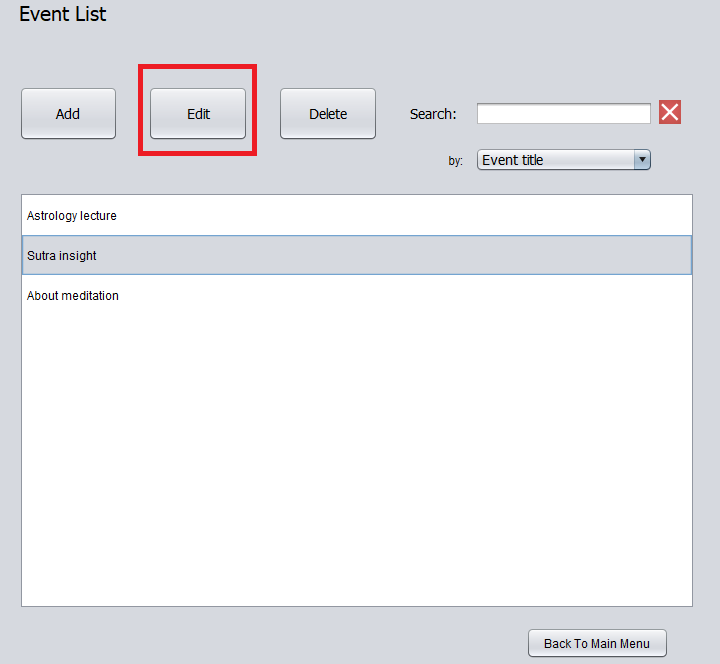 Event List
Add
Edit
Delete
Search:
by:
Event title
Astrology lecture
Sutra insight
About meditation
Back To Main Menu